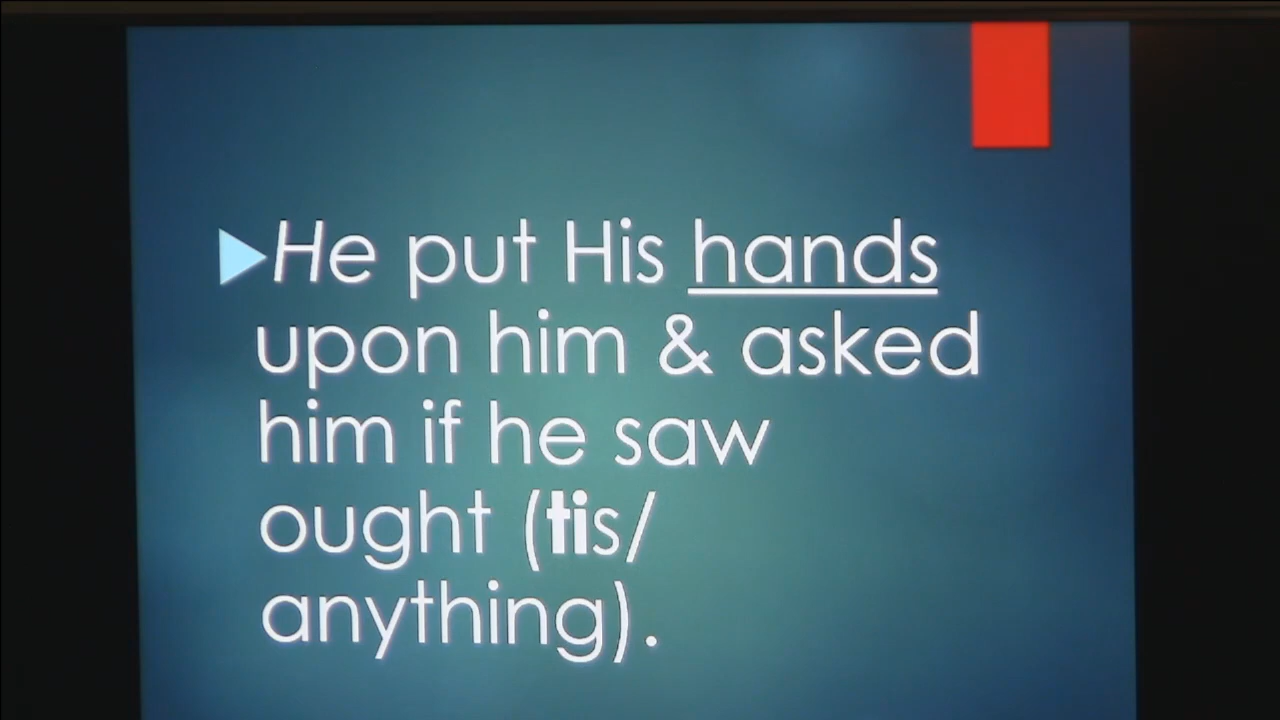 He put His hands
upon him & asked
him if he saw
ought (tis/
anything).